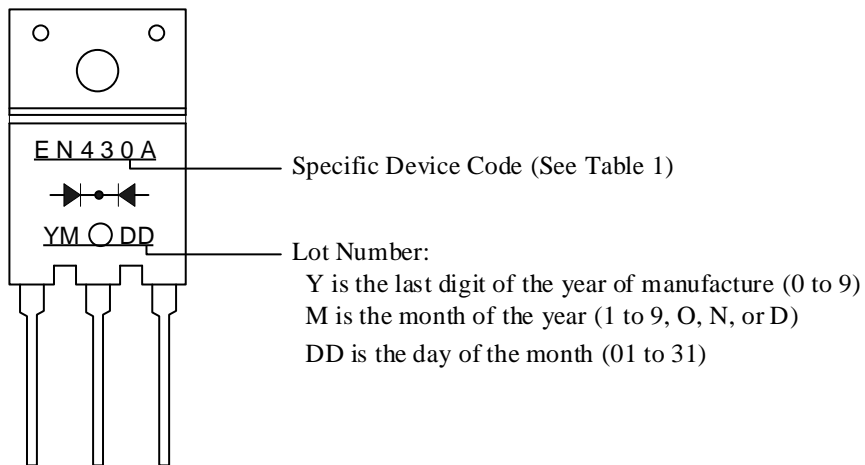 EN430A
Specific Device Code (See Table 1)
YM DD
Lot Number:
Y is the last digit of the year of manufacture (0 to 9)
M is the month of the year (1 to 9, O, N, or D)
DD is the day of the month (01 to 31)